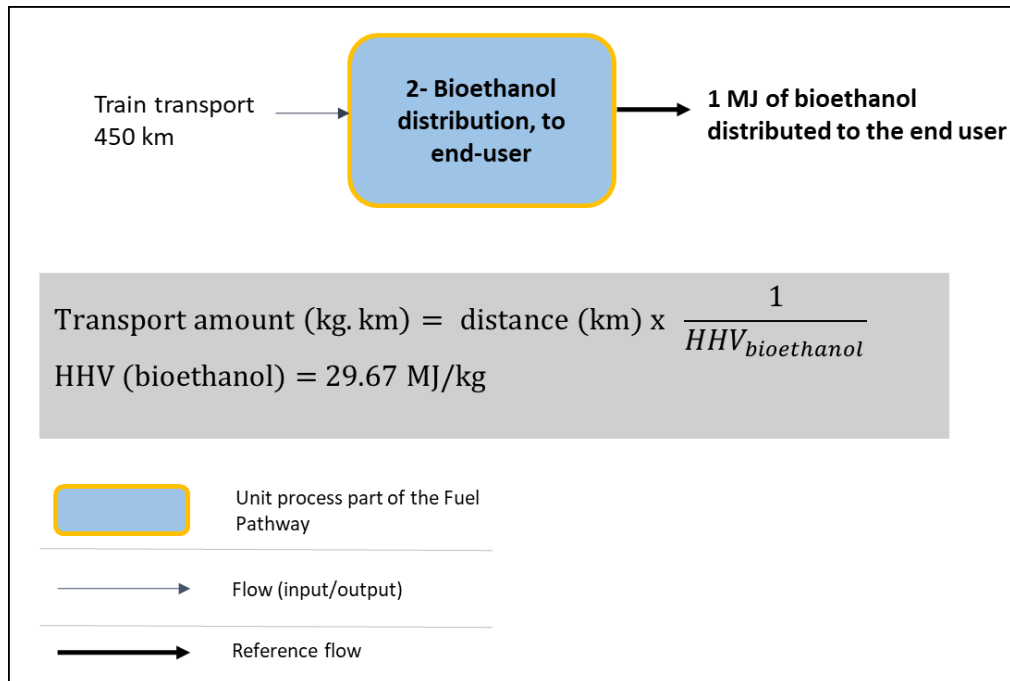 Train transport
450 km
2- Bioethanol
distribution, to
end-user
1 MJ of bioethanol
distributed to the end user
Transport amount (kg. km) = distance (km) x 1/HHV_bioethanol
HHV (bioethanol) = 29.67 MJ/kg
Unit process part of the Fuel
Pathway
Flow (input/output)
Reference flow